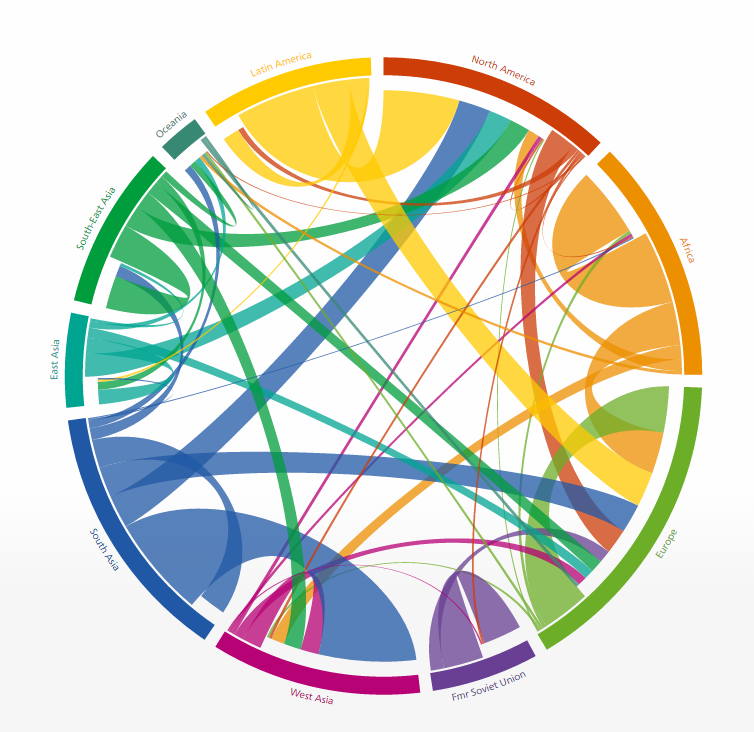 Latin America
North America
Oceania
Africa
South-East Asia
East Asia
South Asia
Europe
West Asia
Fmr Soviet Union